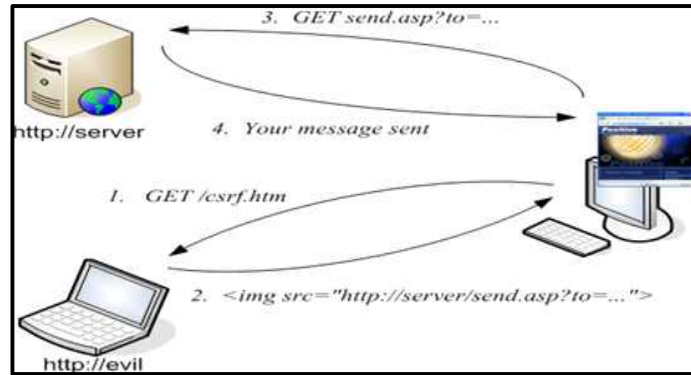 3. GET send.asp?to=...
http://server
4. Your message sent
Positive
1. GET /csrf.htm
2. <img src="http://server/send.asp?to=...">
http://evil